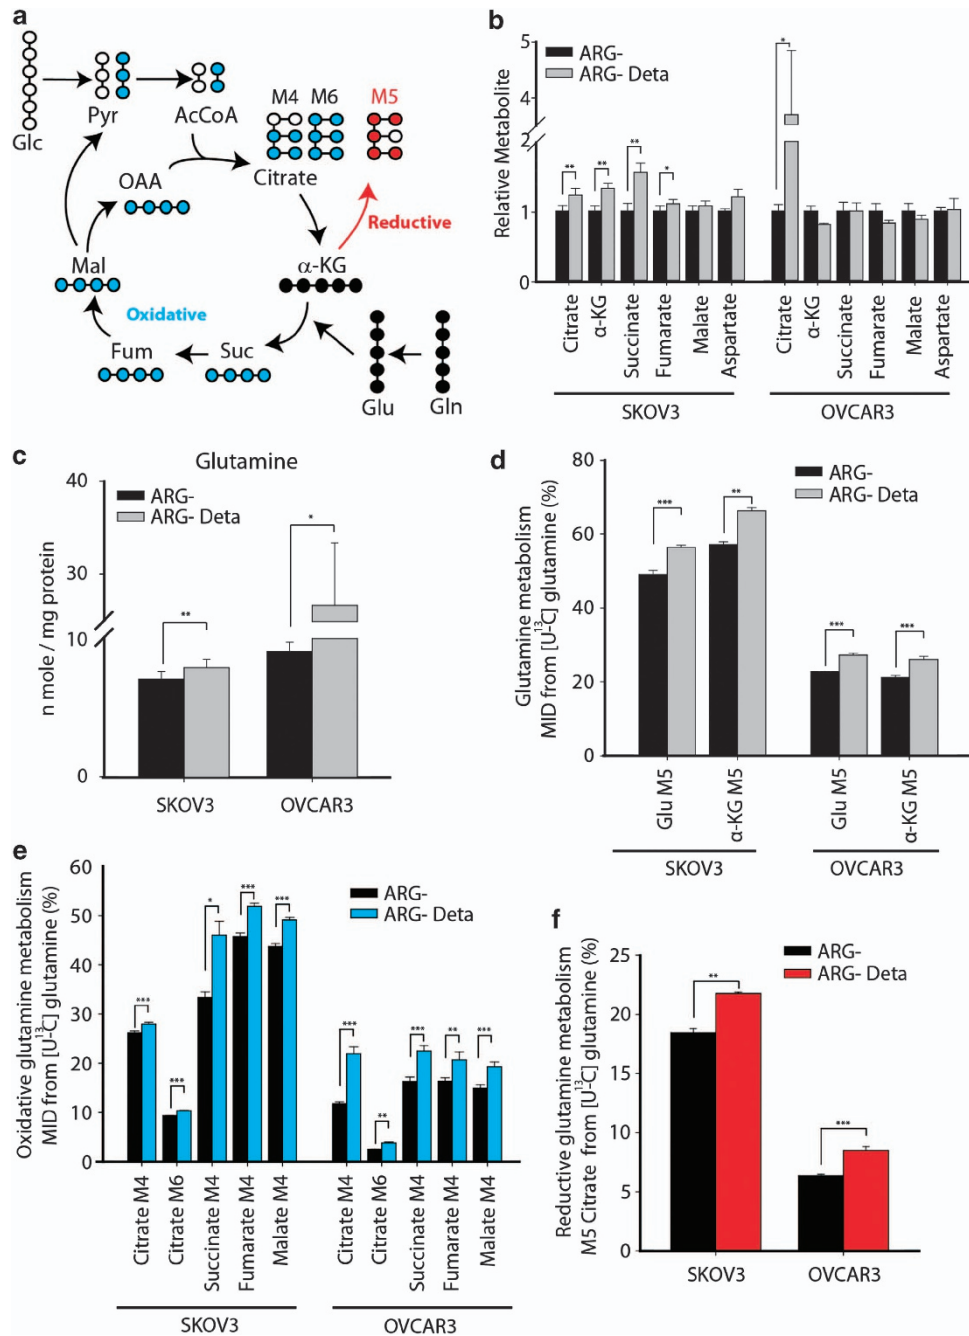 a
Glc
Pyr
AcCoA
M4 M6 M5
Citrate
OAA
Reductive
Mal
α-KG
Oxidative
Fum
Suc
Glu
Gln
b
ARG-
ARG- Deta
Relative Metabolite
5
4
2
1
0
*
**
**
**
*
Citrate
α-KG
Succinate
Fumarate
Malate
Aspartate
Citrate
α-KG
Succinate
Fumarate
Malate
Aspartate
SKOV3
OVCAR3
c
Glutamine
ARG-
ARG- Deta
n mole / mg protein
40
30
10
0
**
*
SKOV3
OVCAR3
d
ARG-
ARG- Deta
Glutamine metabolism
MID from [U-¹³C] glutamine (%)
80
60
40
20
0
***
**
***
***
Glu M5
α-KG M5
Glu M5
α-KG M5
SKOV3
OVCAR3
e
ARG-
ARG- Deta
Oxidative glutamine metabolism
MID from [U-¹³C] glutamine (%)
60
50
40
30
20
10
0
***
***
*
***
***
***
**
***
**
***
Citrate M4
Citrate M6
Succinate M4
Fumarate M4
Malate M4
Citrate M4
Citrate M6
Succinate M4
Fumarate M4
Malate M4
SKOV3
OVCAR3
f
ARG-
ARG- Deta
Reductive glutamine metabolism
M5 Citrate from [U-¹³C] glutamine (%)
25
20
15
10
5
0
**
***
SKOV3
OVCAR3